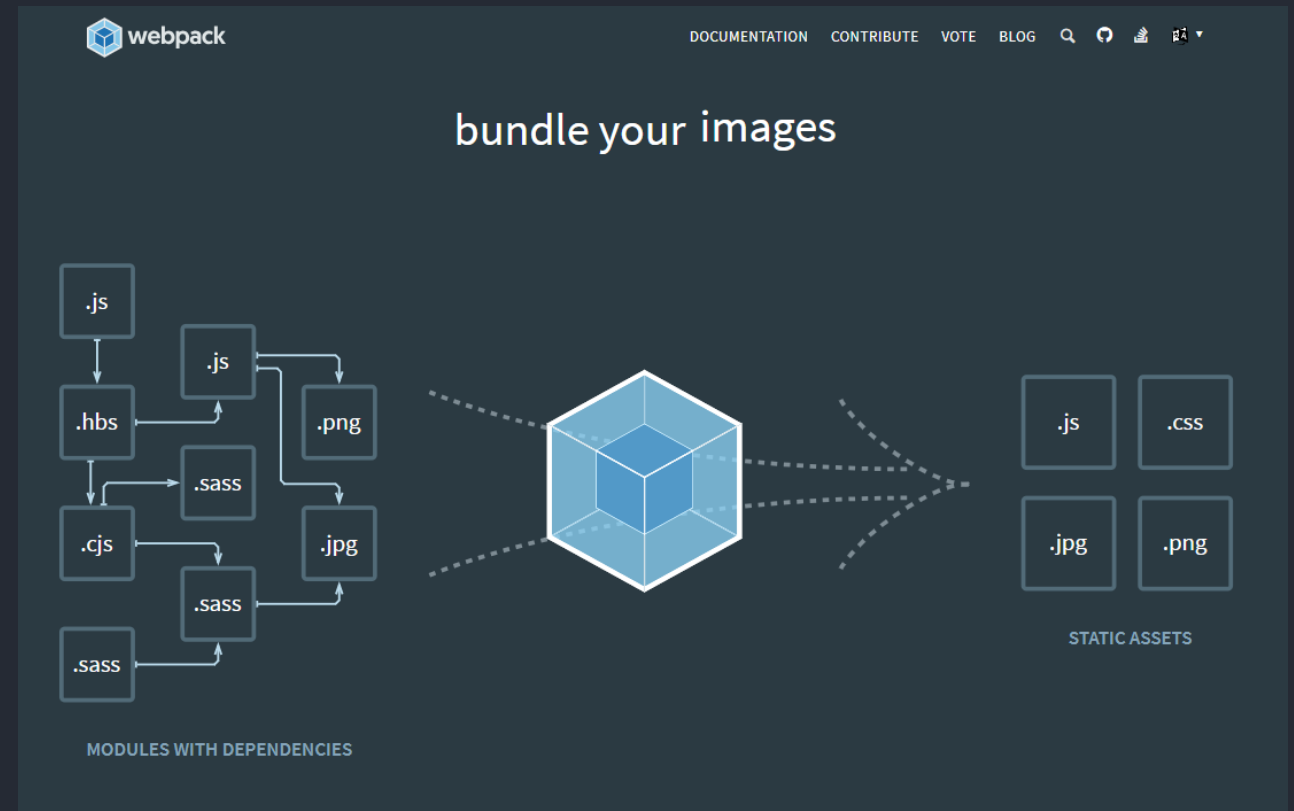 webpack
DOCUMENTATION CONTRIBUTE VOTE BLOG
bundle your images
.js
.js
.hbs
.png
.sass
.cjs
.jpg
.sass
.sass
MODULES WITH DEPENDENCIES
.js .css
.jpg .png
STATIC ASSETS